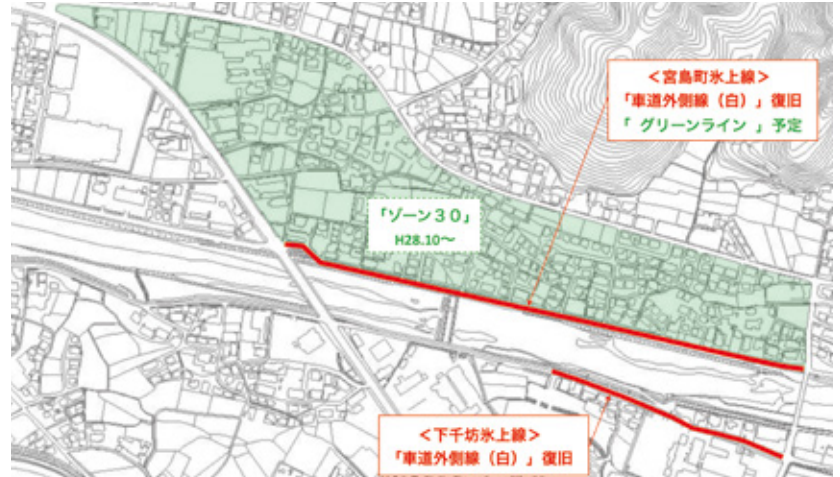 <宮島町氷上線>
「車道外側線（白）」復旧
「 グリーンライン 」予定
「ゾーン３０」
H28.10～
<下千坊氷上線>
「車道外側線（白）」復旧